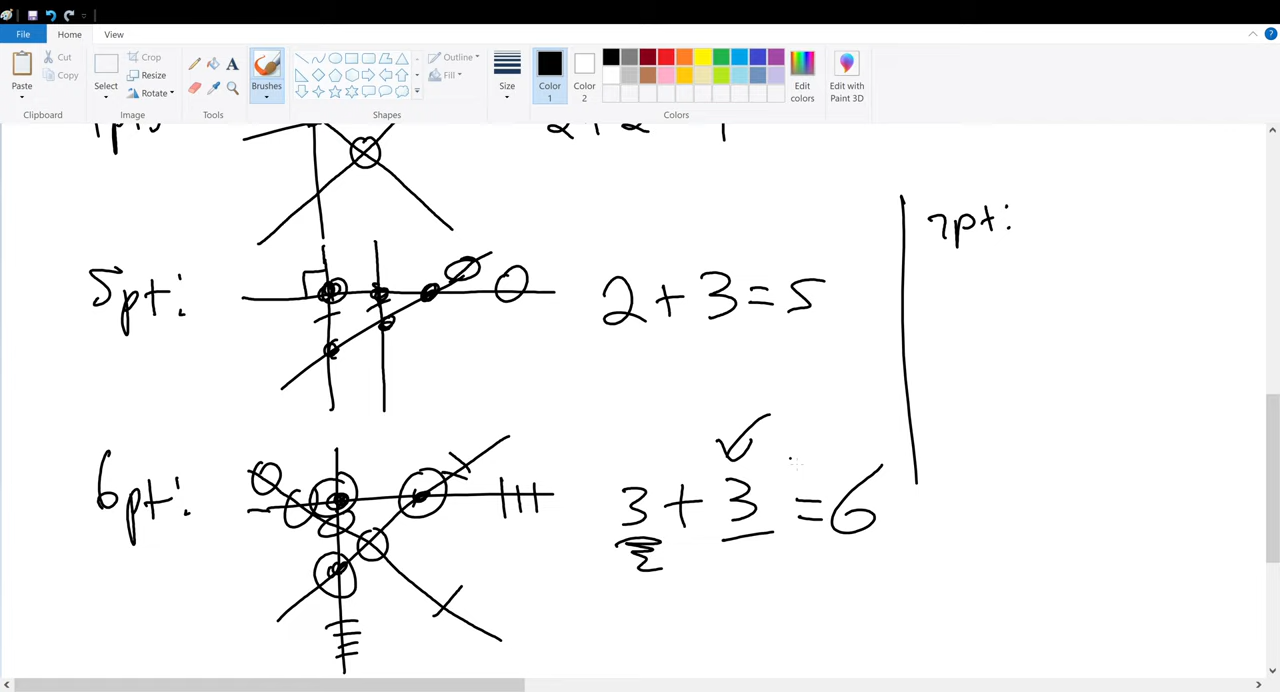 File Home View
Paste
Cut
Copy
Clipboard
Select
Crop
Resize
Rotate
Image
A
Tools
Brushes
Outline
Fill
Shapes
Size
Color 1
Color 2
Edit colors
Edit with Paint 3D
Colors
7pt:
5pt: 2 + 3 = 5
6pt: 3 + 3 = 6